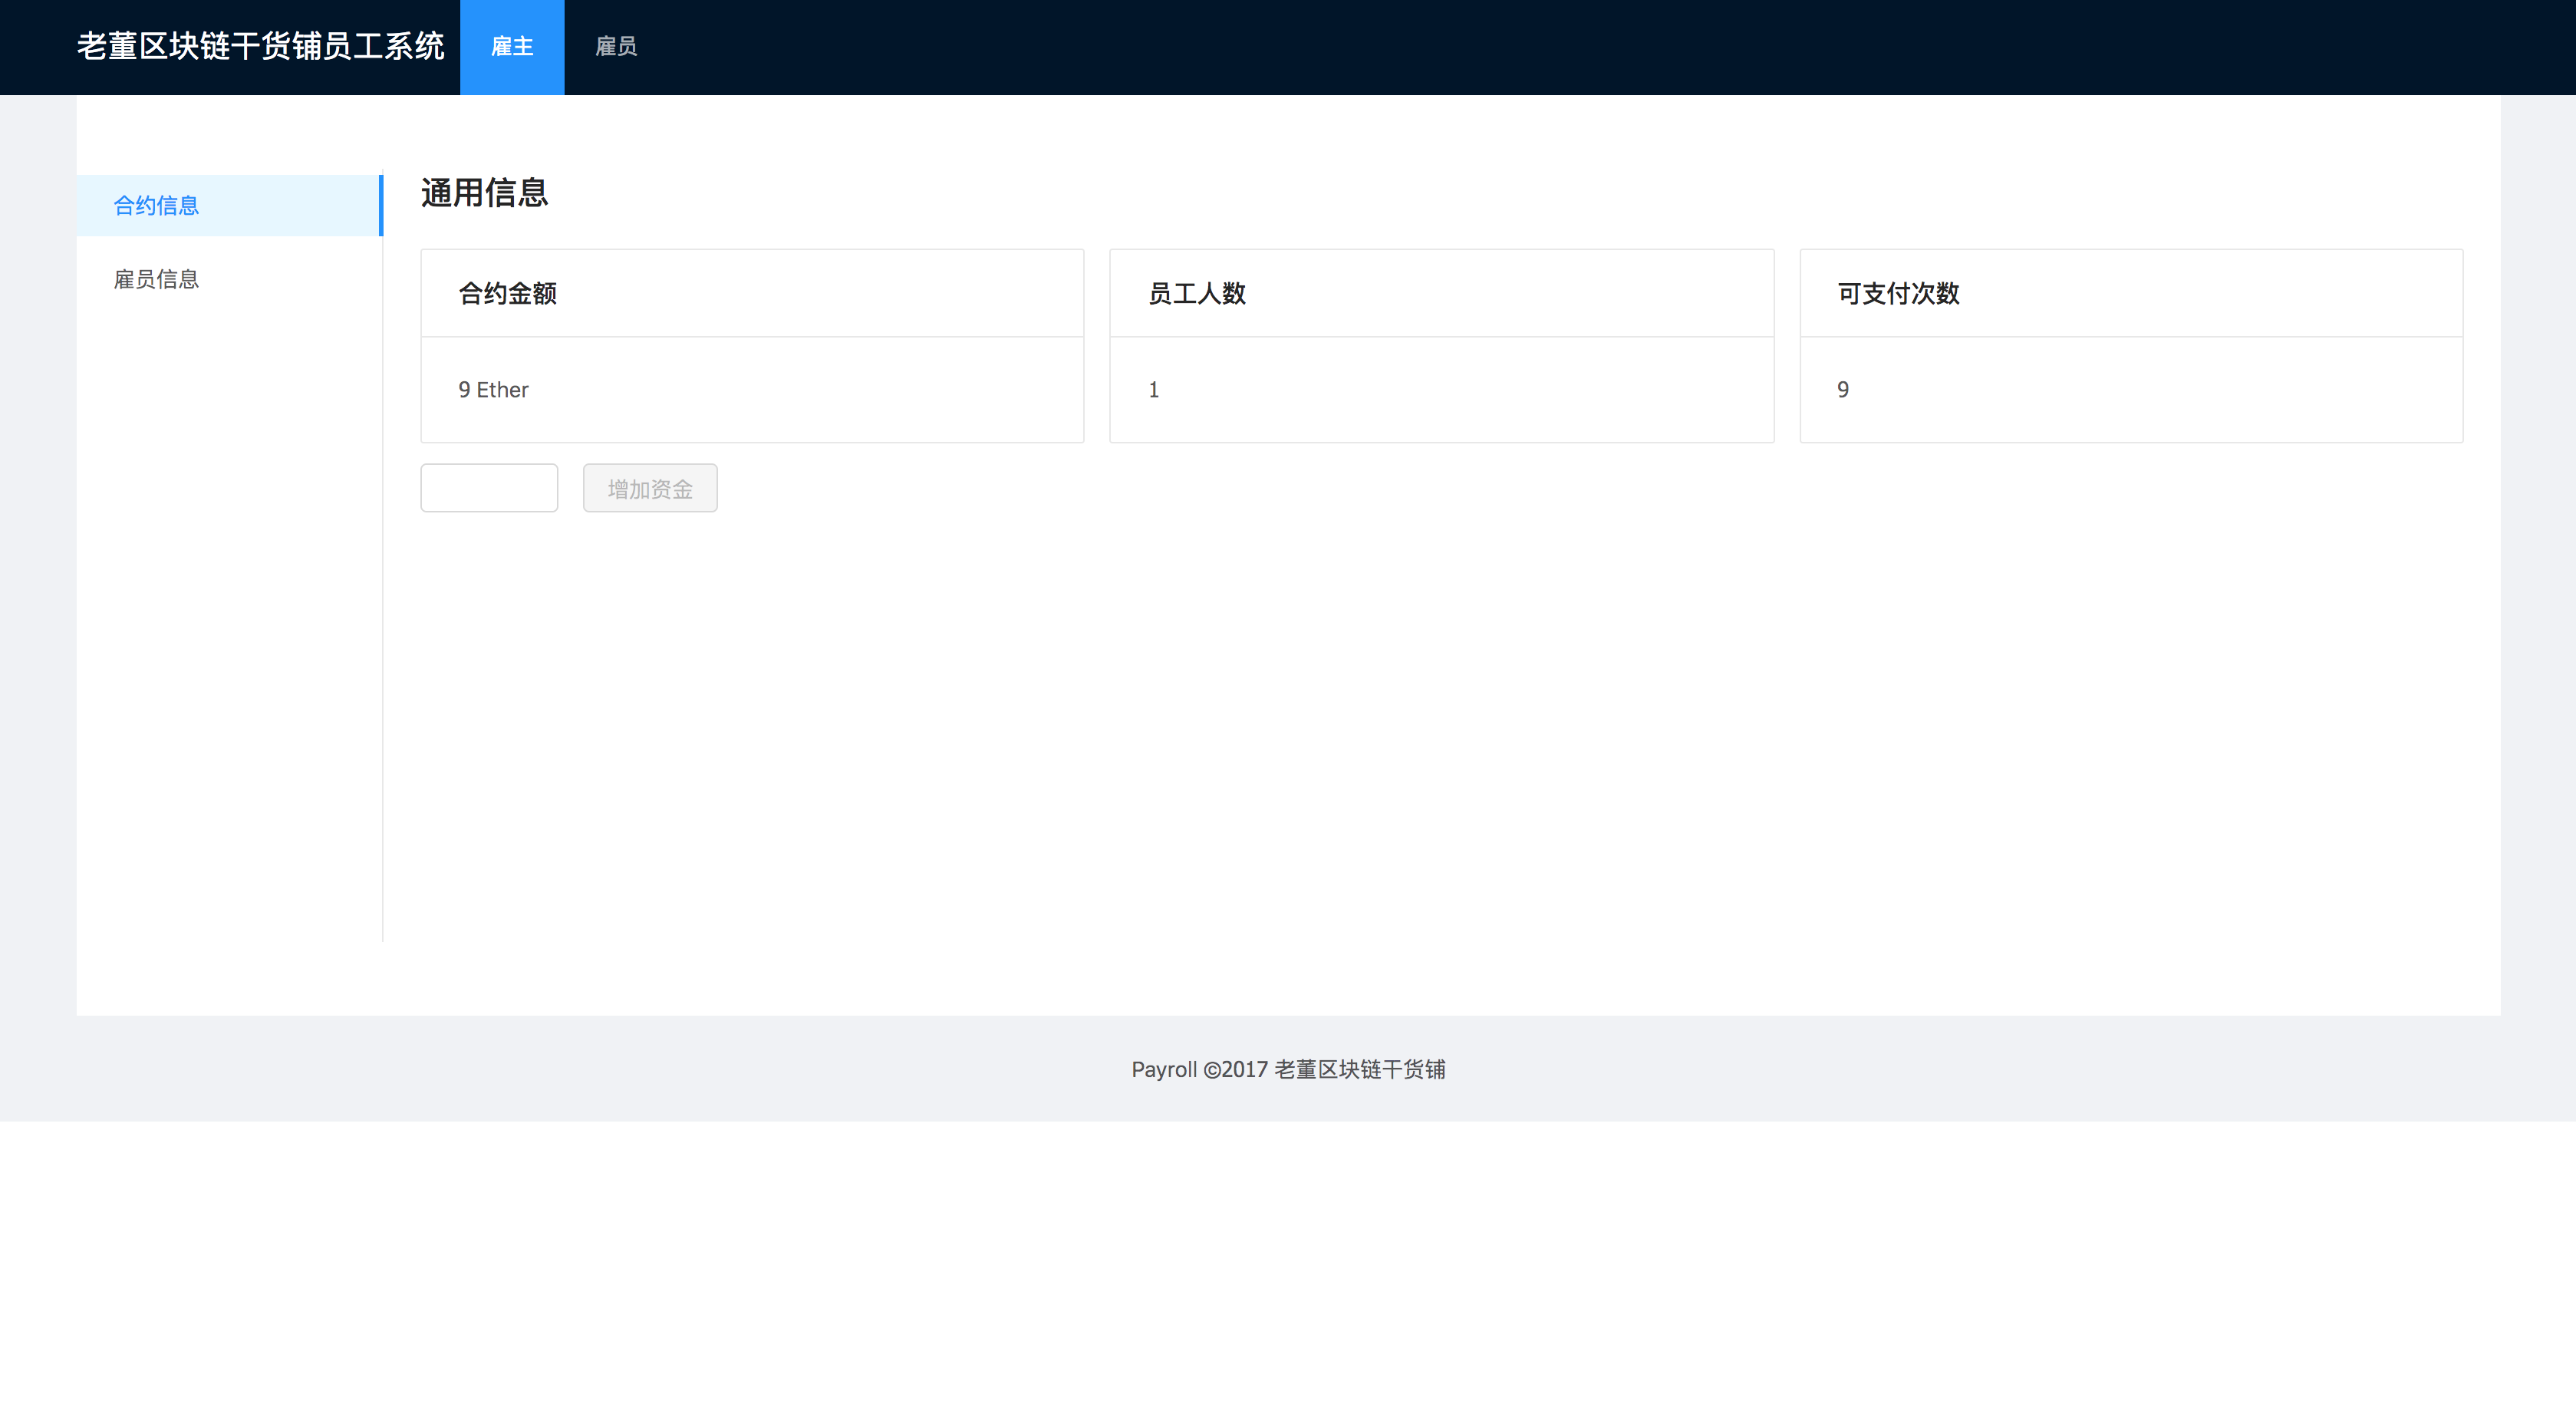 老董区块链干货铺员工系统 雇主 雇员
合约信息
雇员信息
通用信息
合约金额
9 Ether
员工人数
1
可支付次数
9
增加资金
Payroll ©2017 老董区块链干货铺